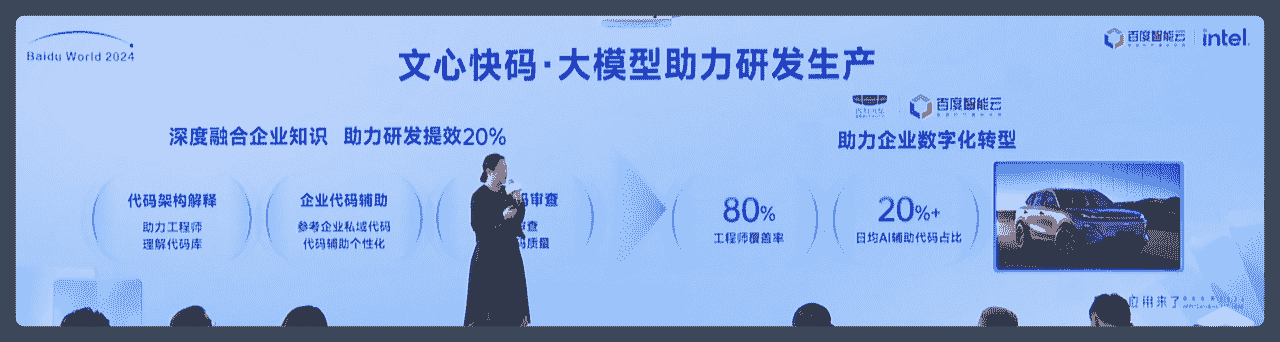 Baidu World 2024
百度智能云
intel.
文心快码·大模型助力研发生产
百度智能云
深度融合企业知识 助力研发提效20%
助力企业数字化转型
代码架构解释
助力工程师
理解代码库
企业代码辅助
参考企业私域代码
代码辅助个性化
审查
质量
80%
工程师覆盖率
20%+
日均AI辅助代码占比
应用来了